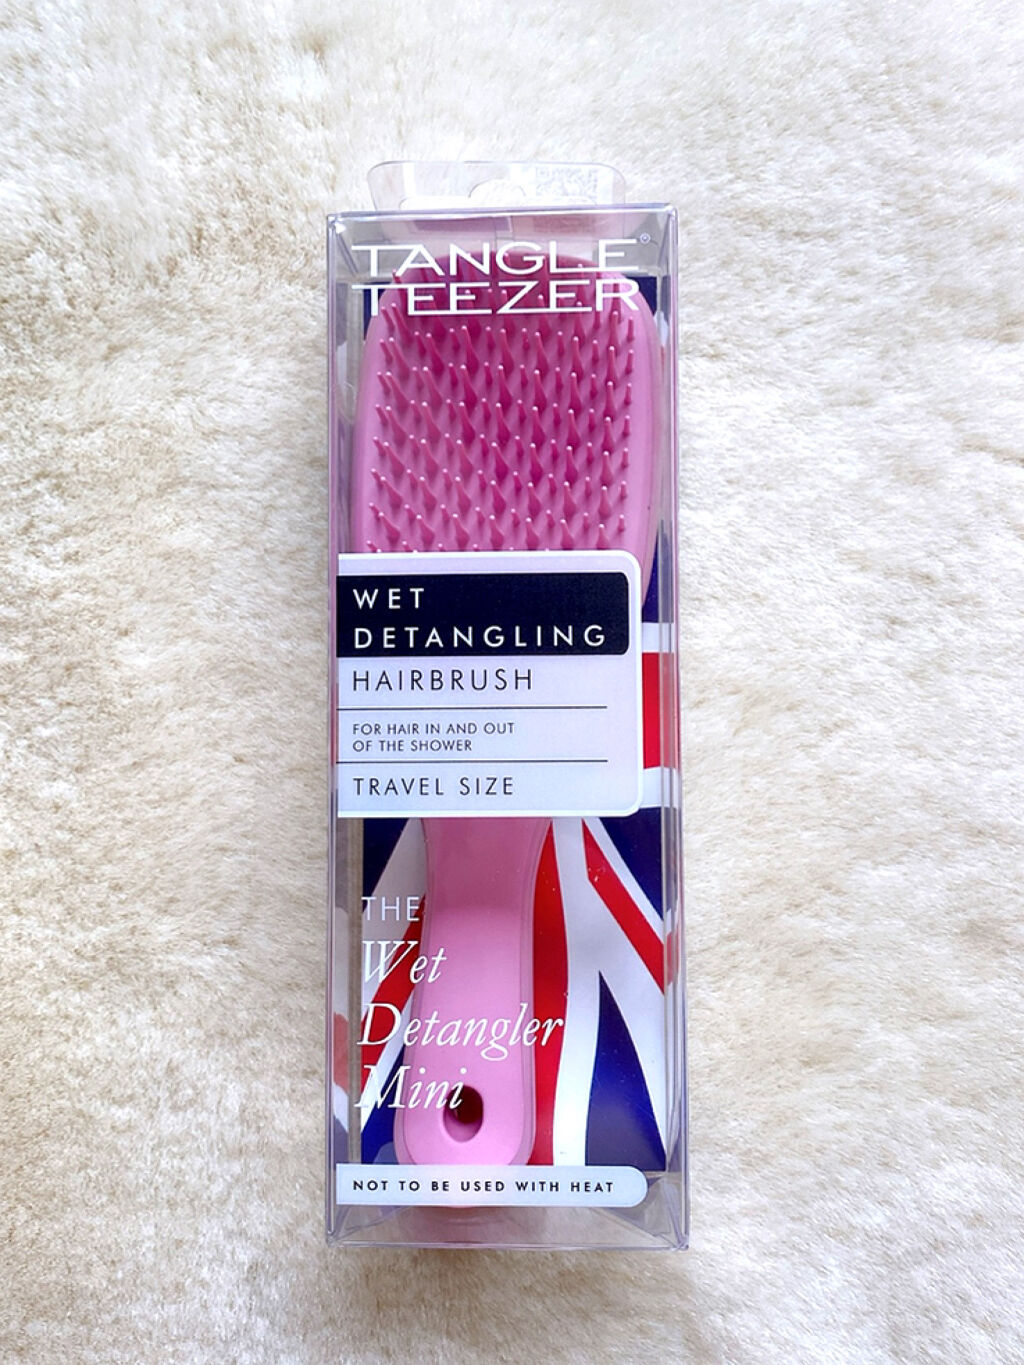 TANGLE®
TEEZER
WET
DETANGLING
HAIRBRUSH
FOR HAIR IN AND OUT
OF THE SHOWER
TRAVEL SIZE
THE
Wet
Detangler
Mini
NOT TO BE USED WITH HEAT